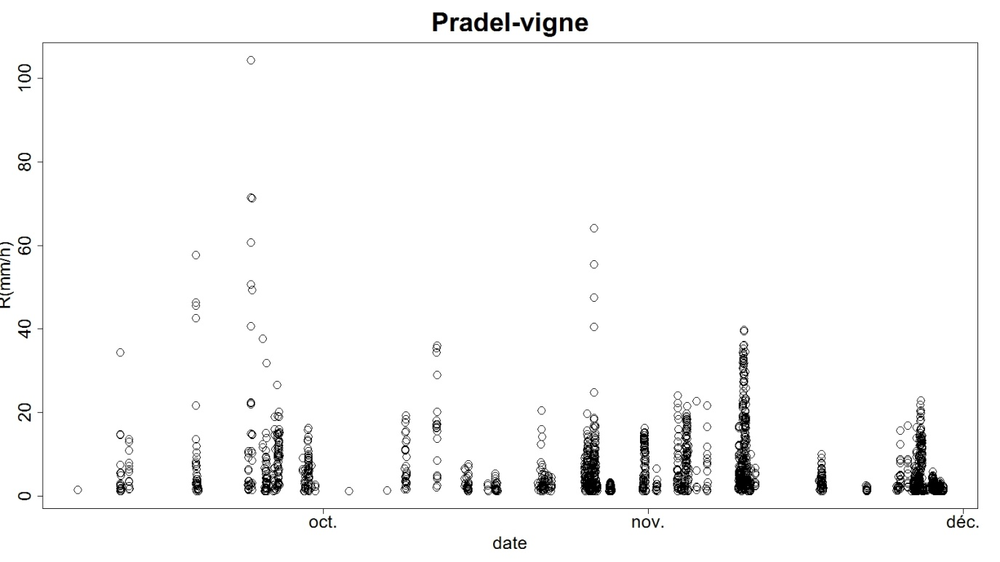 Pradel-vigne
100
80
60
40
20
0
R(mm/h)
oct.
nov.
déc.
date